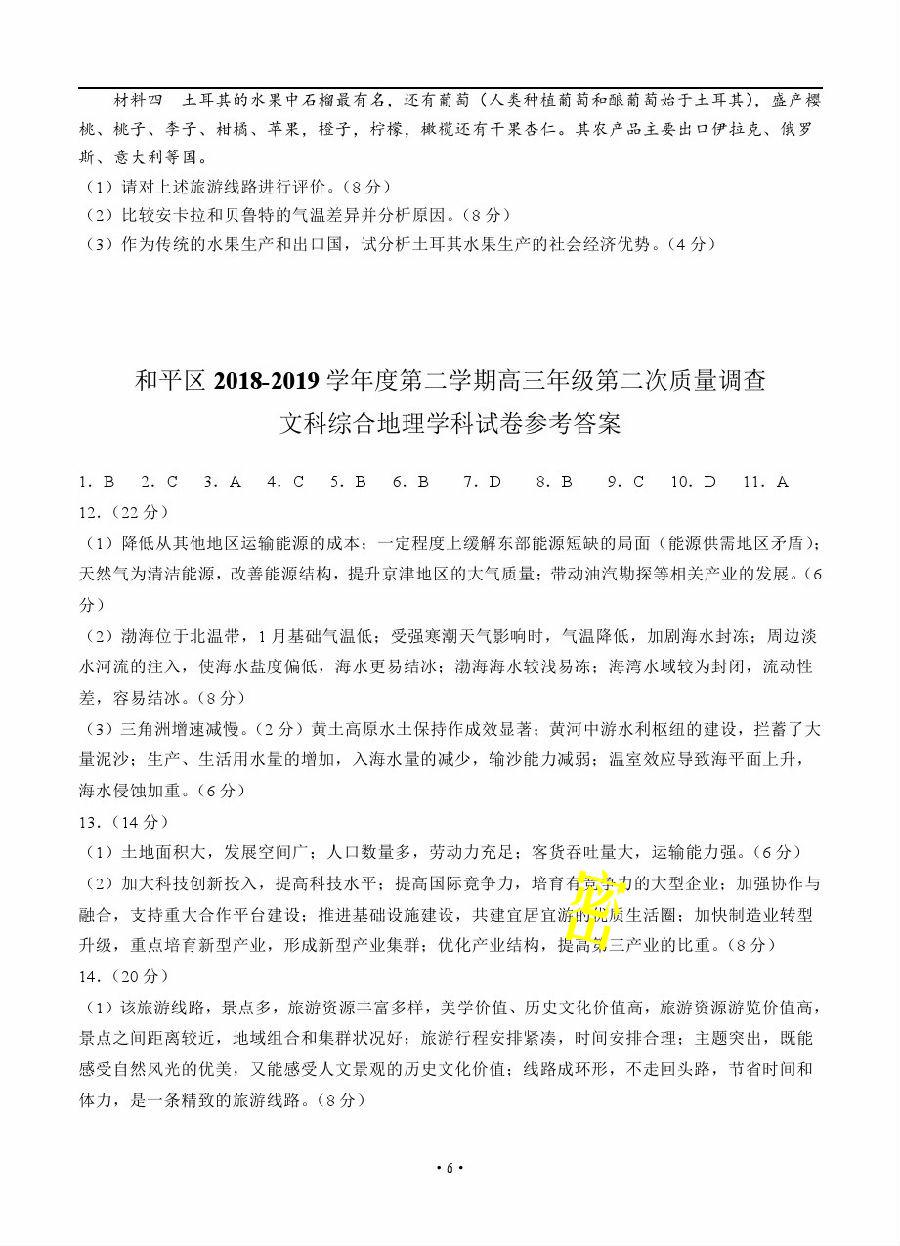 材料四　土耳其的水果中石榴最有名，还有葡萄（人类种植葡萄和酿葡萄始于土耳其），盛产樱
桃、桃子、李子、柑橘、苹果，橙子，柠檬，橄榄还有干果杏仁。其农产品主要出口伊拉克、俄罗
斯、意大利等国。
（1）请对上述旅游线路进行评价。（8 分）
（2）比较安卡拉和贝鲁特的气温差异并分析原因。（8 分）
（3）作为传统的水果生产和出口国，试分析土耳其水果生产的社会经济优势。（4 分）
和平区 2018-2019 学年度第二学期高三年级第二次质量调查
文科综合地理学科试卷参考答案
1．B　2．C　3．A　4．C　5．B　6．B　7．D　8．B　9．C　10．D　11．A
12．（22 分）
（1）降低从其他地区运输能源的成本；一定程度上缓解东部能源短缺的局面（能源供需地区矛盾）；
天然气为清洁能源，改善能源结构，提升京津地区的大气质量；带动油汽勘探等相关产业的发展。（6
分）
（2）渤海位于北温带，1 月基础气温低；受强寒潮天气影响时，气温降低，加剧海水封冻；周边淡
水河流的注入，使海水盐度偏低，海水更易结冰；渤海海水较浅易冻；海湾水域较为封闭，流动性
差，容易结冰。（8 分）
（3）三角洲增速减慢。（2 分）黄土高原水土保持作成效显著；黄河中游水利枢纽的建设，拦蓄了大
量泥沙；生产、生活用水量的增加，入海水量的减少，输沙能力减弱；温室效应导致海平面上升，
海水侵蚀加重。（6 分）
13．（14 分）
（1）土地面积大，发展空间广；人口数量多，劳动力充足；客货吞吐量大，运输能力强。（6 分）
（2）加大科技创新投入，提高科技水平；提高国际竞争力，培育有竞争力的大型企业；加强协作与
融合，支持重大合作平台建设；推进基础设施建设，共建宜居宜游的优质生活圈；加快制造业转型
升级，重点培育新型产业，形成新型产业集群；优化产业结构，提高第三产业的比重。（8 分）
密
14．（20 分）
（1）该旅游线路，景点多，旅游资源丰富多样，美学价值、历史文化价值高，旅游资源游览价值高，
景点之间距离较近，地域组合和集群状况好；旅游行程安排紧凑，时间安排合理；主题突出，既能
感受自然风光的优美，又能感受人文景观的历史文化价值；线路成环形，不走回头路，节省时间和
体力，是一条精致的旅游线路。（8 分）
·6·